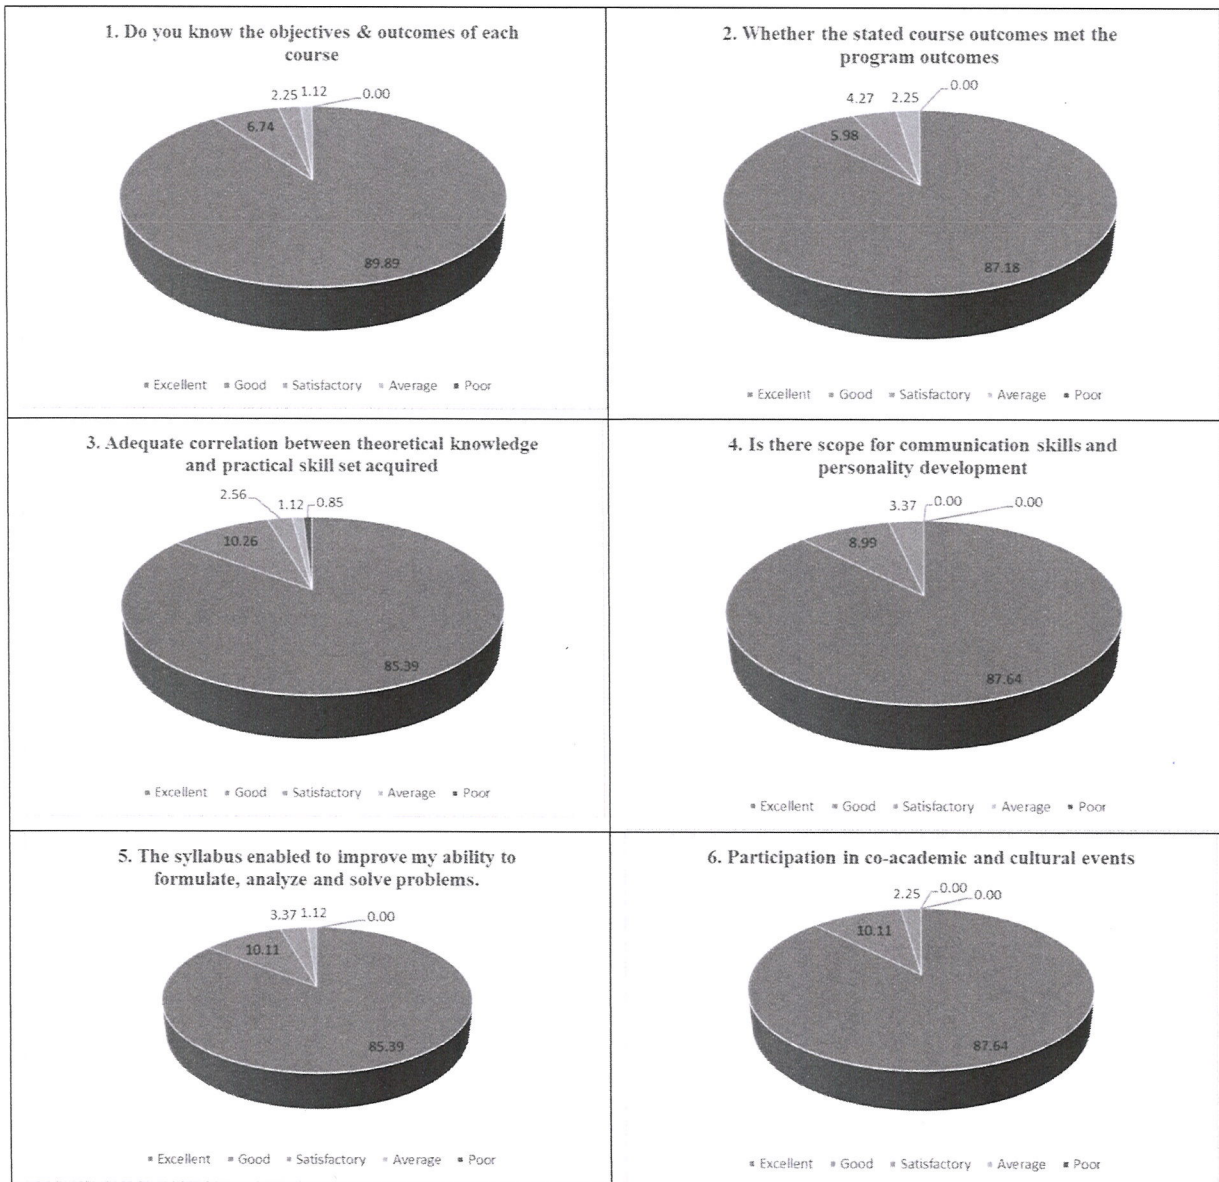 1. Do you know the objectives & outcomes of each
course
2.25 1.12 0.00
6.74
89.89
Excellent Good Satisfactory Average Poor
2. Whether the stated course outcomes met the
program outcomes
0.00
4.27 2.25
5.98
87.18
Excellent Good Satisfactory Average Poor
3. Adequate correlation between theoretical knowledge
and practical skill set acquired
2.56 1.12 0.85
10.26
85.39
Excellent Good Satisfactory Average Poor
4. Is there scope for communication skills and
personality development
3.37 0.00 0.00
8.99
87.64
Excellent Good Satisfactory Average Poor
5. The syllabus enabled to improve my ability to
formulate, analyze and solve problems.
3.37 1.12 0.00
10.11
85.39
Excellent Good Satisfactory Average Poor
6. Participation in co-academic and cultural events
2.25 0.00 0.00
10.11
87.64
Excellent Good Satisfactory Average Poor